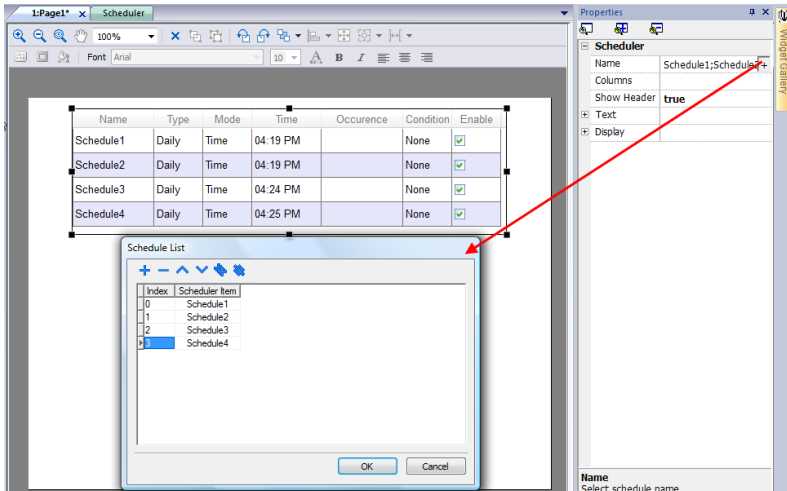 1:Page1* x Scheduler
100%
Font Arial 10 A B I
Name Type Mode Time Occurence Condition Enable
Schedule1 Daily Time 04:19 PM None
Schedule2 Daily Time 04:19 PM None
Schedule3 Daily Time 04:24 PM None
Schedule4 Daily Time 04:25 PM None
Schedule List
Index Scheduler Item
0 Schedule1
1 Schedule2
2 Schedule3
3 Schedule4
OK Cancel
Properties
Scheduler
Name Schedule1;Schedule2 +
Columns
Show Header true
Text
Display
Name
Select schedule name
Widget Gallery